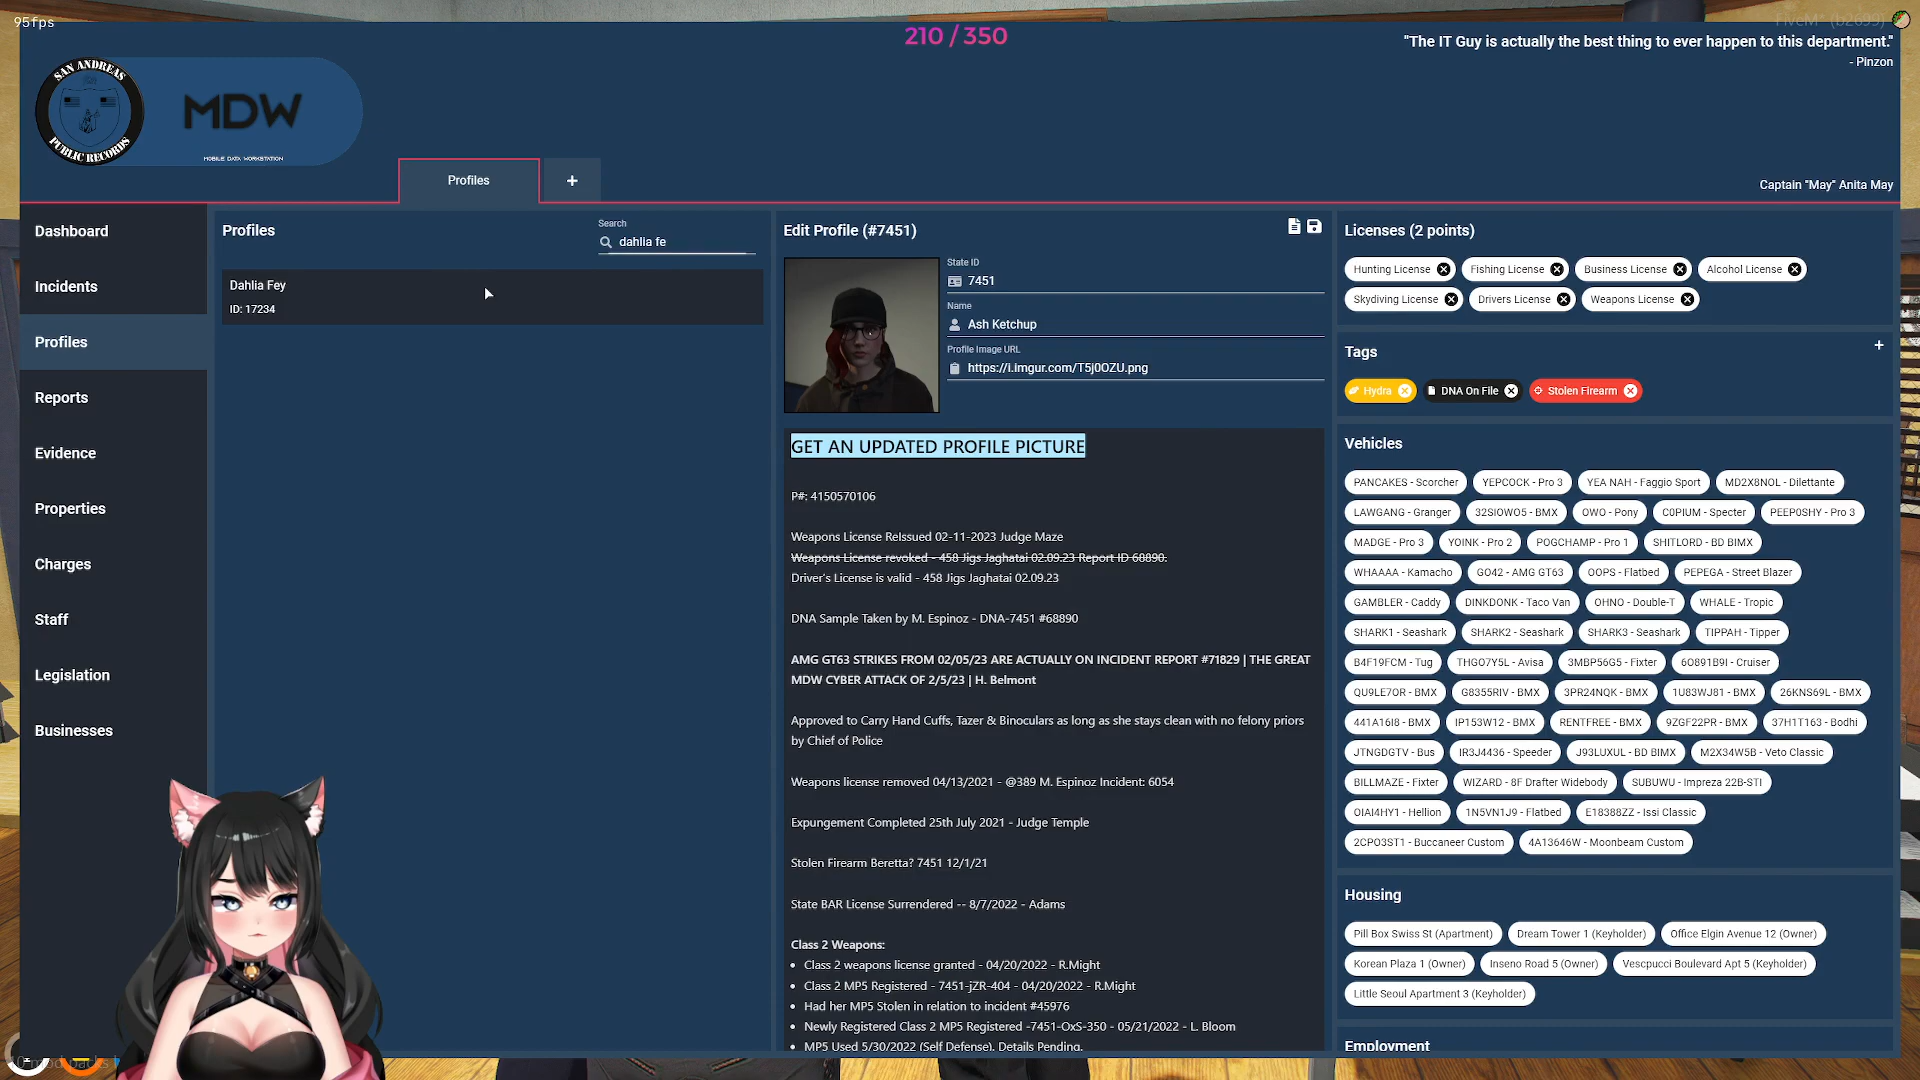 95fps
210 / 350
FiveM* (b2699)
"The IT Guy is actually the best thing to ever happen to this department."
- Pinzon
SAN ANDREAS
PUBLIC RECORDS
MDW
MOBILE DATA WORKSTATION
Profiles
+
Captain "May" Anita May
Dashboard
Incidents
Profiles
Reports
Evidence
Properties
Charges
Staff
Legislation
Businesses
Profiles
Search
dahlia fe
Dahlia Fey
ID: 17234
Edit Profile (#7451)
State ID
7451
Name
Ash Ketchup
Profile Image URL
https://i.imgur.com/T5j0OZU.png
GET AN UPDATED PROFILE PICTURE
P#: 4150570106
Weapons License ReIssued 02-11-2023 Judge Maze
Weapons License revoked - 458 Jigs Jaghatai 02.09.23 Report ID 68890.
Driver's License is valid - 458 Jigs Jaghatai 02.09.23
DNA Sample Taken by M. Espinoz - DNA-7451 #68890
AMG GT63 STRIKES FROM 02/05/23 ARE ACTUALLY ON INCIDENT REPORT #71829 | THE GREAT
MDW CYBER ATTACK OF 2/5/23 | H. Belmont
Approved to Carry Hand Cuffs, Tazer & Binoculars as long as she stays clean with no felony priors
by Chief of Police
Weapons license removed 04/13/2021 - @389 M. Espinoz Incident: 6054
Expungement Completed 25th July 2021 - Judge Temple
Stolen Firearm Beretta? 7451 12/1/21
State BAR License Surrendered -- 8/7/2022 - Adams
Class 2 Weapons:
• Class 2 weapons license granted - 04/20/2022 - R.Might
• Class 2 MP5 Registered - 7451-jZR-404 - 04/20/2022 - R.Might
• Had her MP5 Stolen in relation to incident #45976
• Newly Registered Class 2 MP5 Registered -7451-OxS-350 - 05/21/2022 - L. Bloom
• MP5 Used 5/30/2022 (Self Defense). Details Pending.
Licenses (2 points)
Hunting License Fishing License Business License Alcohol License
Skydiving License Drivers License Weapons License
Tags
+
Hydra DNA On File Stolen Firearm
Vehicles
PANCAKES - Scorcher YEPCOCK - Pro 3 YEA NAH - Faggio Sport MD2X8NOL - Dilettante
LAWGANG - Granger 32SIOWO5 - BMX OWO - Pony C0PIUM - Specter PEEP0SHY - Pro 3
MADGE - Pro 3 YOINK - Pro 2 POGCHAMP - Pro 1 SHITLORD - BD BIMX
WHAAAA - Kamacho GO42 - AMG GT63 OOPS - Flatbed PEPEGA - Street Blazer
GAMBLER - Caddy DINKDONK - Taco Van OHNO - Double-T WHALE - Tropic
SHARK1 - Seashark SHARK2 - Seashark SHARK3 - Seashark TIPPAH - Tipper
B4F19FCM - Tug THGO7Y5L - Avisa 3MBP56G5 - Fixter 6O891B9I - Cruiser
QU9LE7OR - BMX G8355RIV - BMX 3PR24NQK - BMX 1U83WJ81 - BMX 26KNS69L - BMX
441A16I8 - BMX IP153W12 - BMX RENTFREE - BMX 9ZGF22PR - BMX 37H1T163 - Bodhi
JTNGDGTV - Bus IR3J4436 - Speeder J93LUXUL - BD BIMX M2X34W5B - Veto Classic
BILLMAZE - Fixter WIZARD - 8F Drafter Widebody SUBUWU - Impreza 22B-STI
OIAI4HY1 - Hellion 1N5VN1J9 - Flatbed E18388ZZ - Issi Classic
2CPO3ST1 - Buccaneer Custom 4A13646W - Moonbeam Custom
Housing
Pill Box Swiss St (Apartment) Dream Tower 1 (Keyholder) Office Elgin Avenue 12 (Owner)
Korean Plaza 1 (Owner) Inseno Road 5 (Owner) Vescpucci Boulevard Apt 5 (Keyholder)
Little Seoul Apartment 3 (Keyholder)
Employment